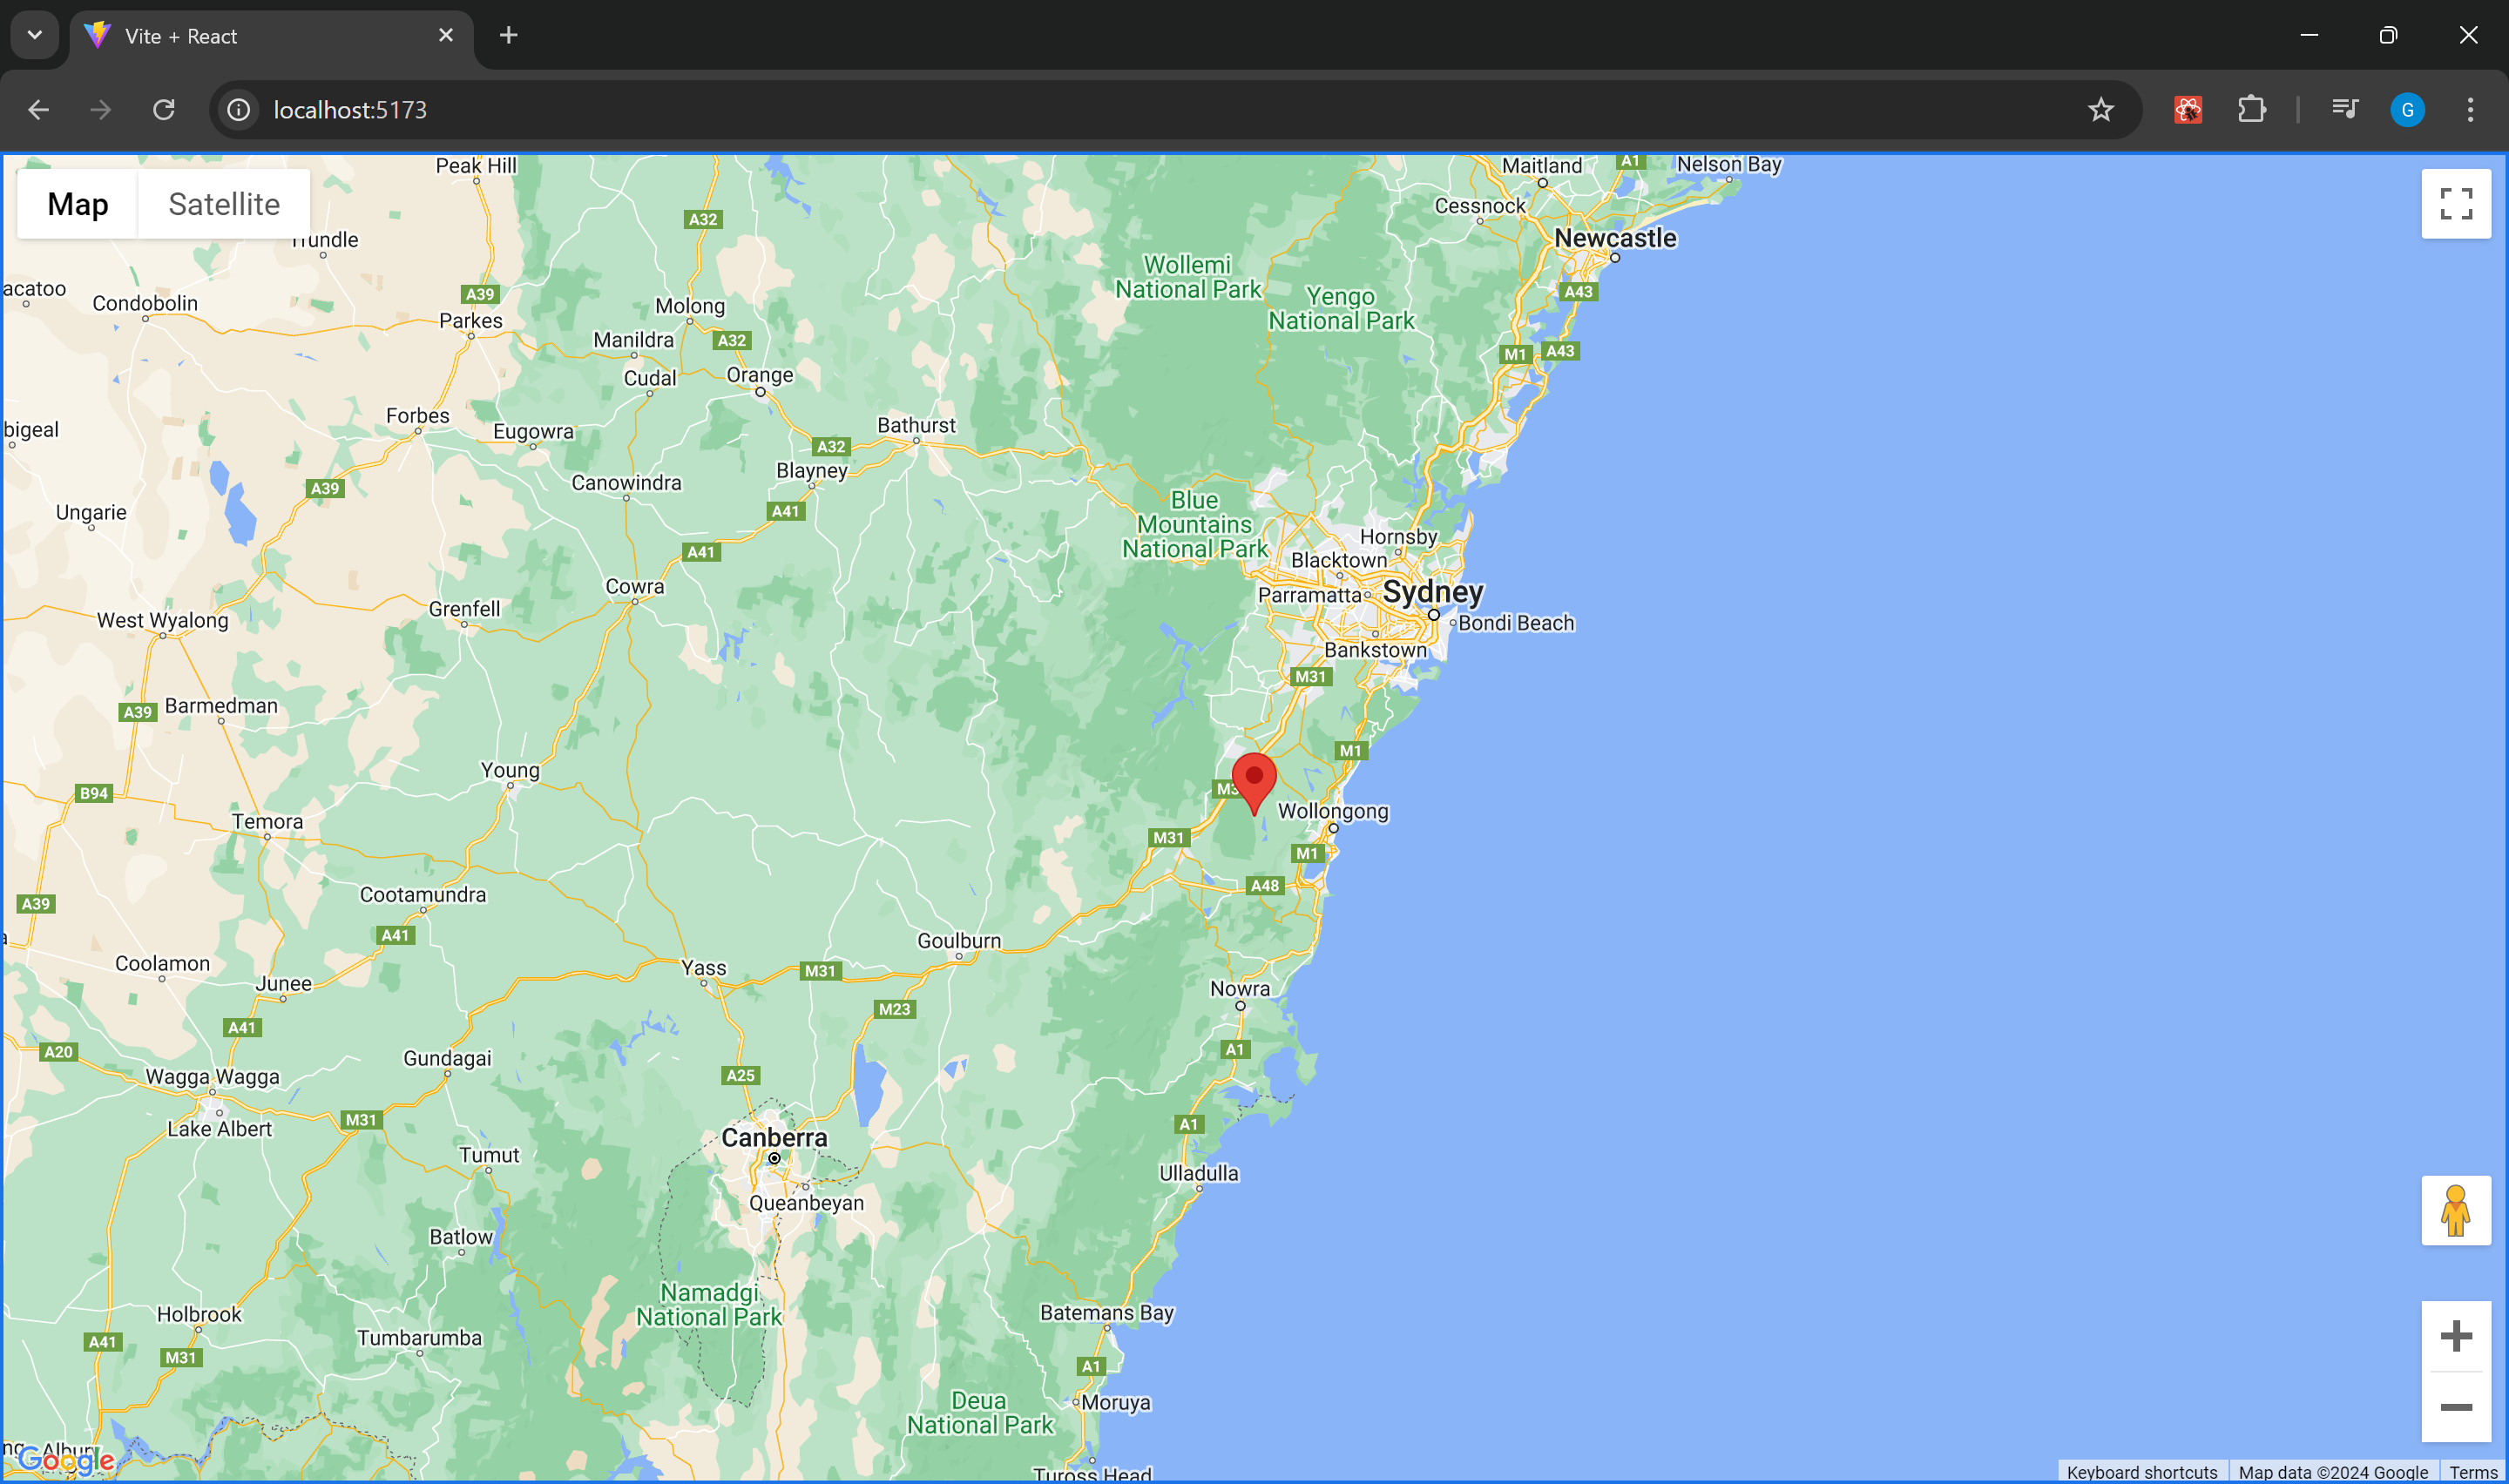 Vite + React
localhost:5173
Map
Satellite
Peak Hill
Maitland
A1
Nelson Bay
Cessnock
A32
Trundle
Newcastle
Wollemi
National Park
acatoo
Condobolin
A39
Molong
Yengo
National Park
A43
Parkes
Manildra
A32
M1
A43
Cudal
Orange
Forbes
bigeal
Eugowra
Bathurst
A32
Blayney
A39
Canowindra
A41
Ungarie
Blue
Mountains
National Park
Hornsby
A41
Blacktown
Cowra
Parramatta
Sydney
Grenfell
West Wyalong
Bondi Beach
Bankstown
M31
A39
Barmedman
M1
Young
B94
M3
Temora
Wollongong
M31
M1
A48
Cootamundra
A39
A41
Goulburn
Coolamon
Yass
M31
Junee
Nowra
M23
A41
A20
Gundagai
A1
Wagga Wagga
A25
Lake Albert
M31
A1
Canberra
Tumut
Ulladulla
Queanbeyan
Batlow
Namadgi
National Park
Holbrook
Batemans Bay
A41
Tumbarumba
M31
A1
Deua
National Park
Moruya
ng
Albury
Google
Tuross Head
Keyboard shortcuts
Map data ©2024 Google
Terms
G